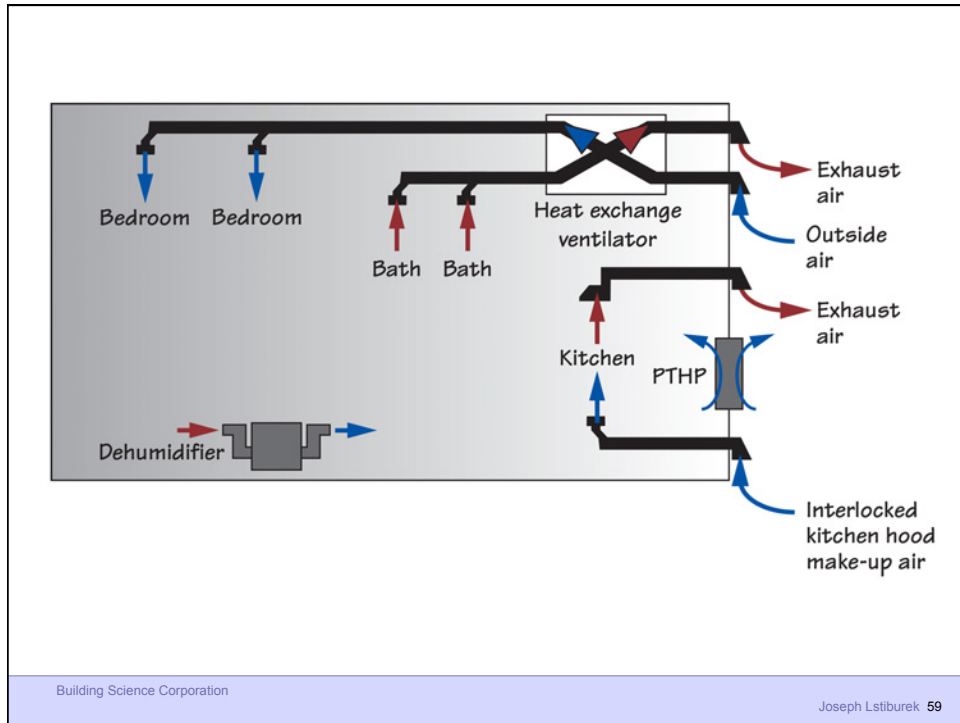 Bedroom
Bedroom
Bath
Bath
Heat exchange
ventilator
Exhaust
air
Outside
air
Exhaust
air
Kitchen
PTHP
Dehumidifier
Interlocked
kitchen hood
make-up air
Building Science Corporation
Joseph Lstiburek 59